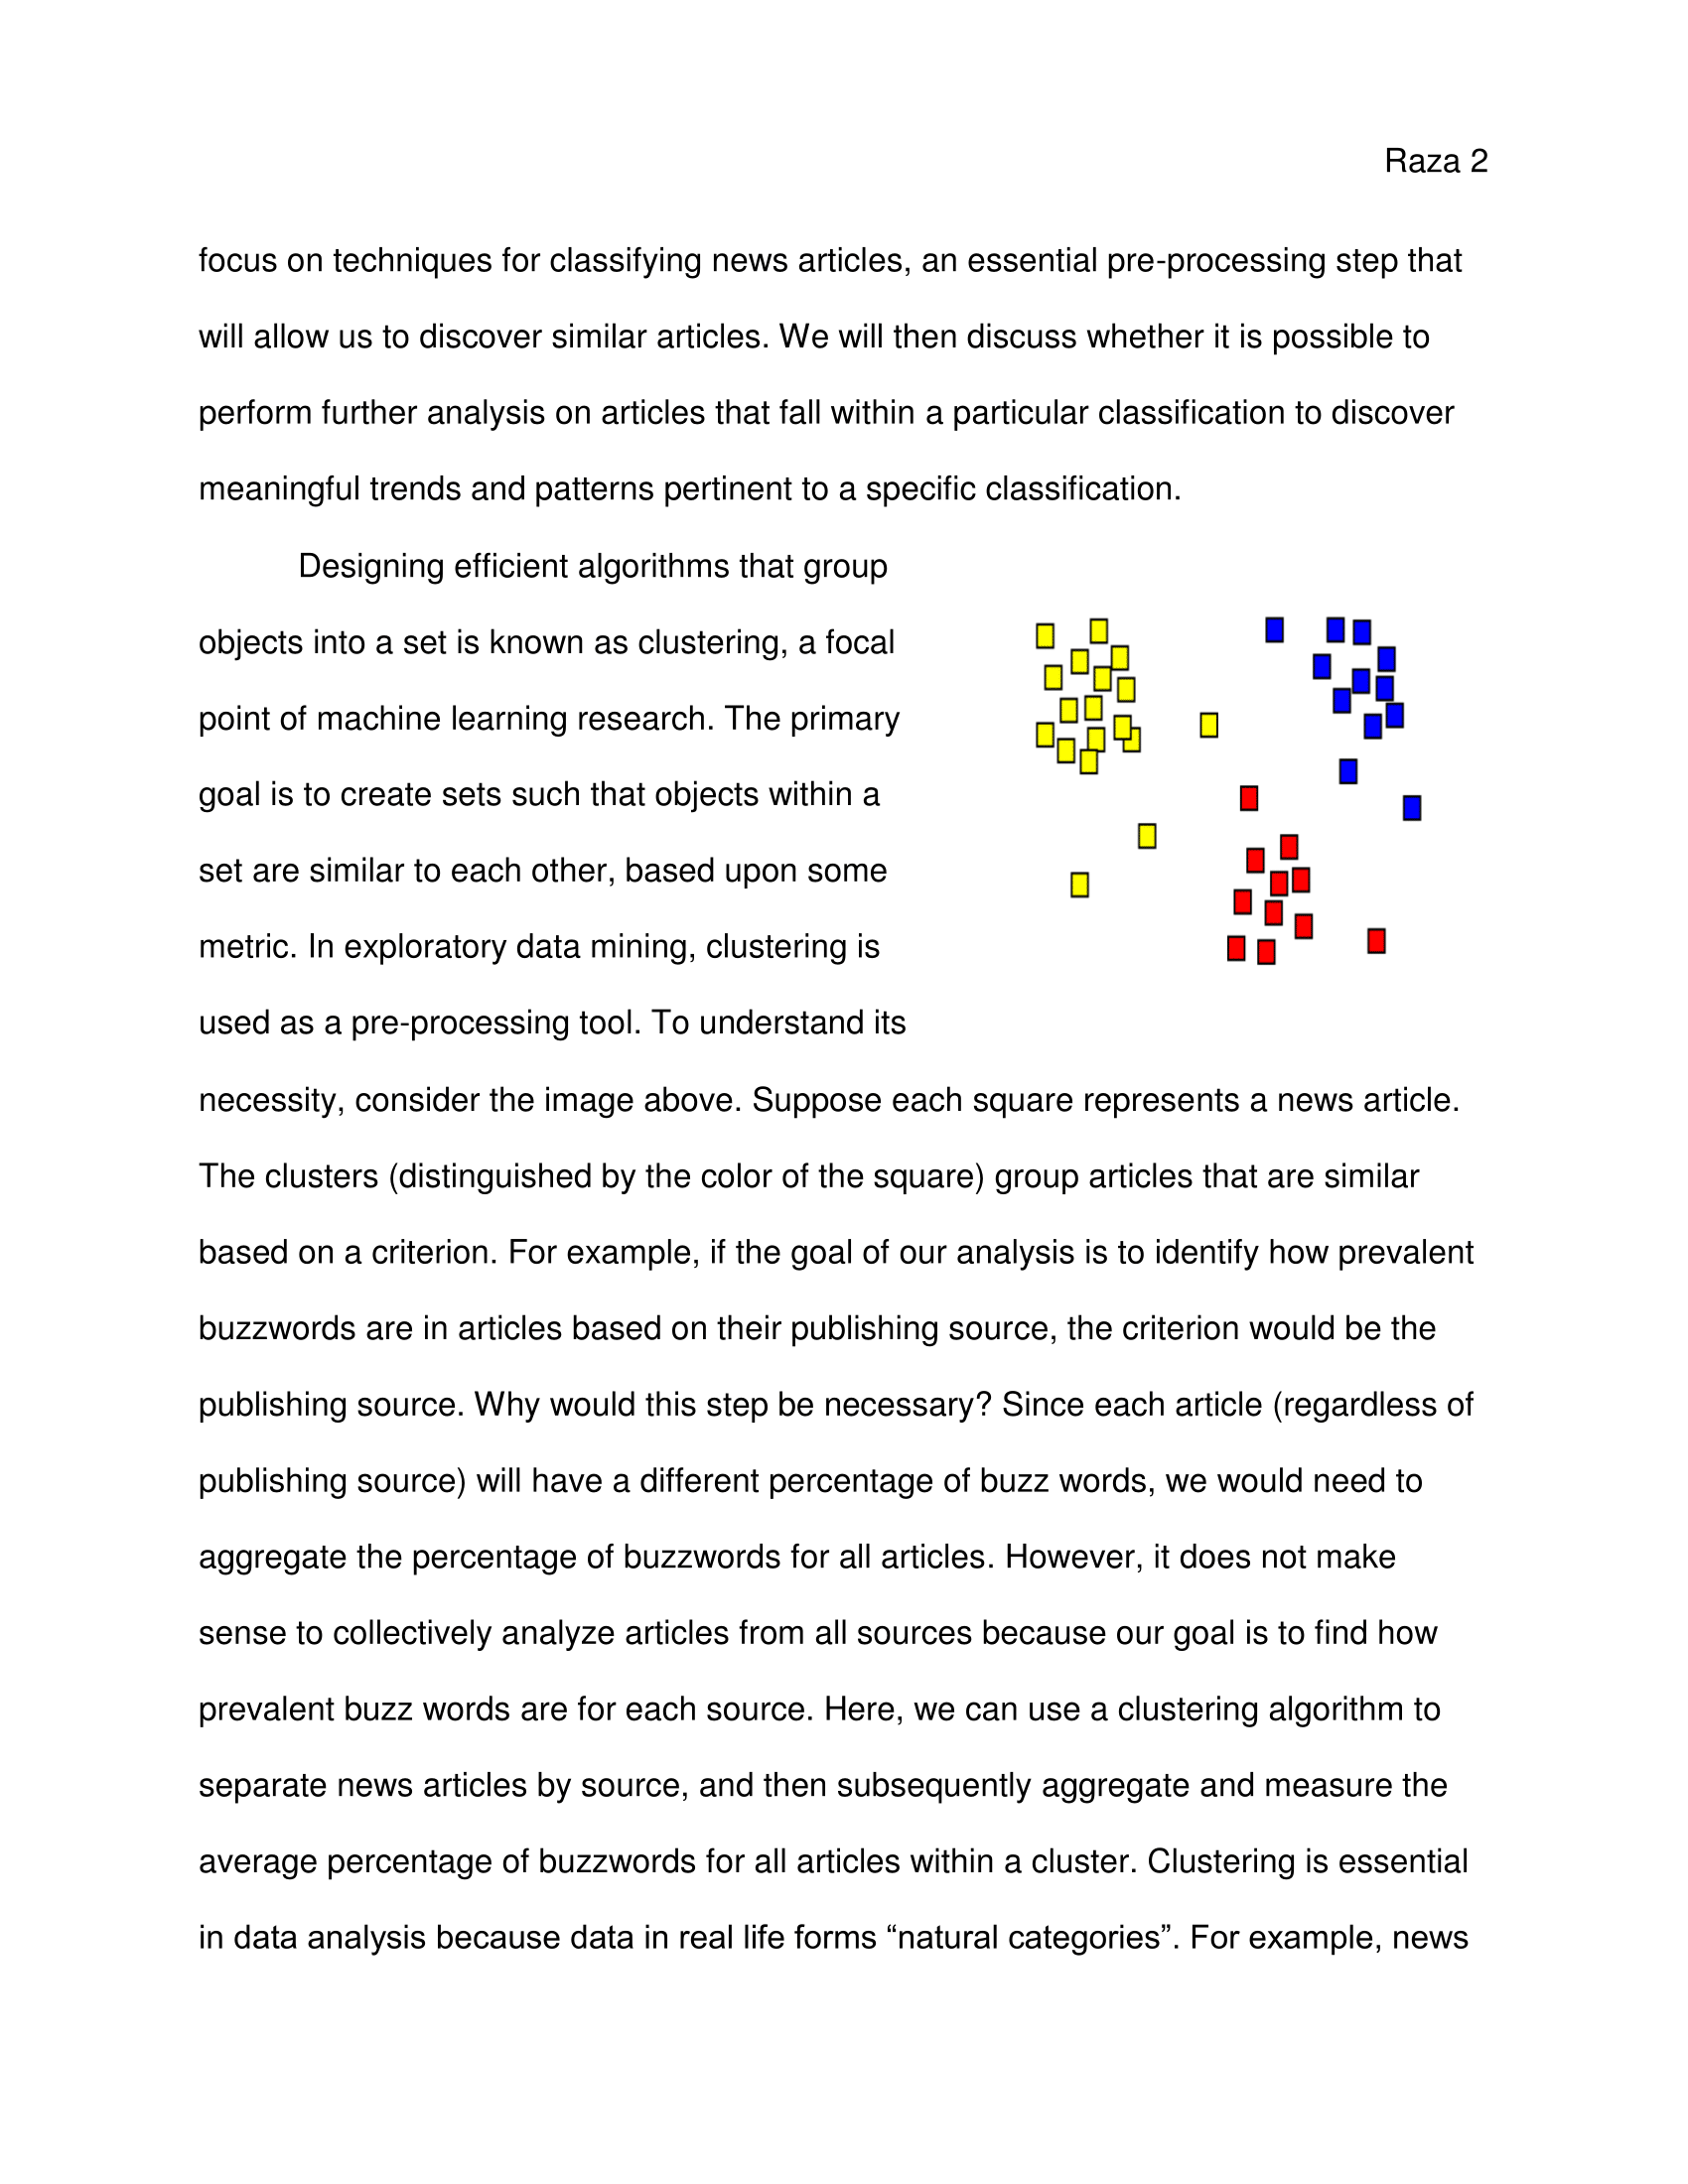 Raza 2
focus on techniques for classifying news articles, an essential pre-processing step that
will allow us to discover similar articles. We will then discuss whether it is possible to
perform further analysis on articles that fall within a particular classification to discover
meaningful trends and patterns pertinent to a specific classification.
Designing efficient algorithms that group
objects into a set is known as clustering, a focal
point of machine learning research. The primary
goal is to create sets such that objects within a
set are similar to each other, based upon some
metric. In exploratory data mining, clustering is
used as a pre-processing tool. To understand its
necessity, consider the image above. Suppose each square represents a news article.
The clusters (distinguished by the color of the square) group articles that are similar
based on a criterion. For example, if the goal of our analysis is to identify how prevalent
buzzwords are in articles based on their publishing source, the criterion would be the
publishing source. Why would this step be necessary? Since each article (regardless of
publishing source) will have a different percentage of buzz words, we would need to
aggregate the percentage of buzzwords for all articles. However, it does not make
sense to collectively analyze articles from all sources because our goal is to find how
prevalent buzz words are for each source. Here, we can use a clustering algorithm to
separate news articles by source, and then subsequently aggregate and measure the
average percentage of buzzwords for all articles within a cluster. Clustering is essential
in data analysis because data in real life forms “natural categories”. For example, news